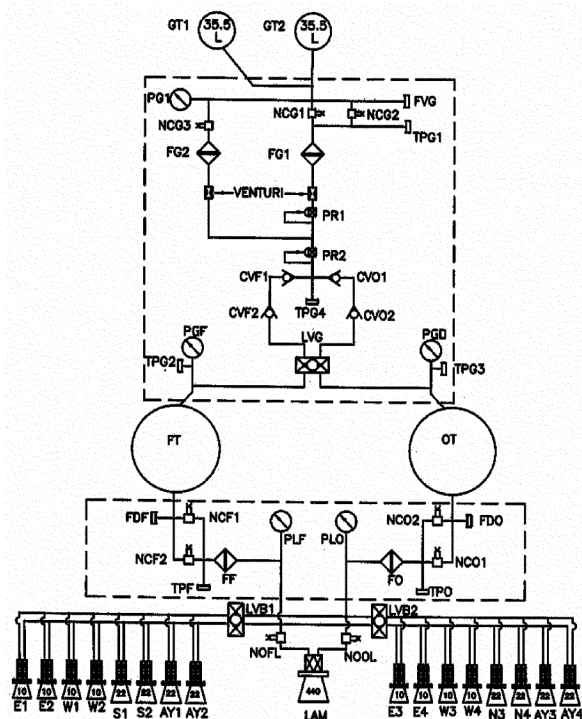 GT1 35.5 L GT2 35.5 L
PG1 FVG
NCG3 NCG1 NCG2
TPG1
FG2 FG1
VENTURI
PR1
PR2
CVF1 CVO1
TPG4
CVF2 CVO2
LVG
PGF PGO
TPG2 TPG3
FT OT
FDF NCF1 NCO2 FDO
PLF PLO
NCF2 NCO1
FF FO
TPF TPO
LVB1 LVB2
NOFL NOOL
10 10 10 10 22 22 22 22 440 10 10 10 10 22 22 22 22
E1 E2 W1 W2 S1 S2 AY1 AY2 LAM E3 E4 W3 W4 N3 N4 AY3 AY4